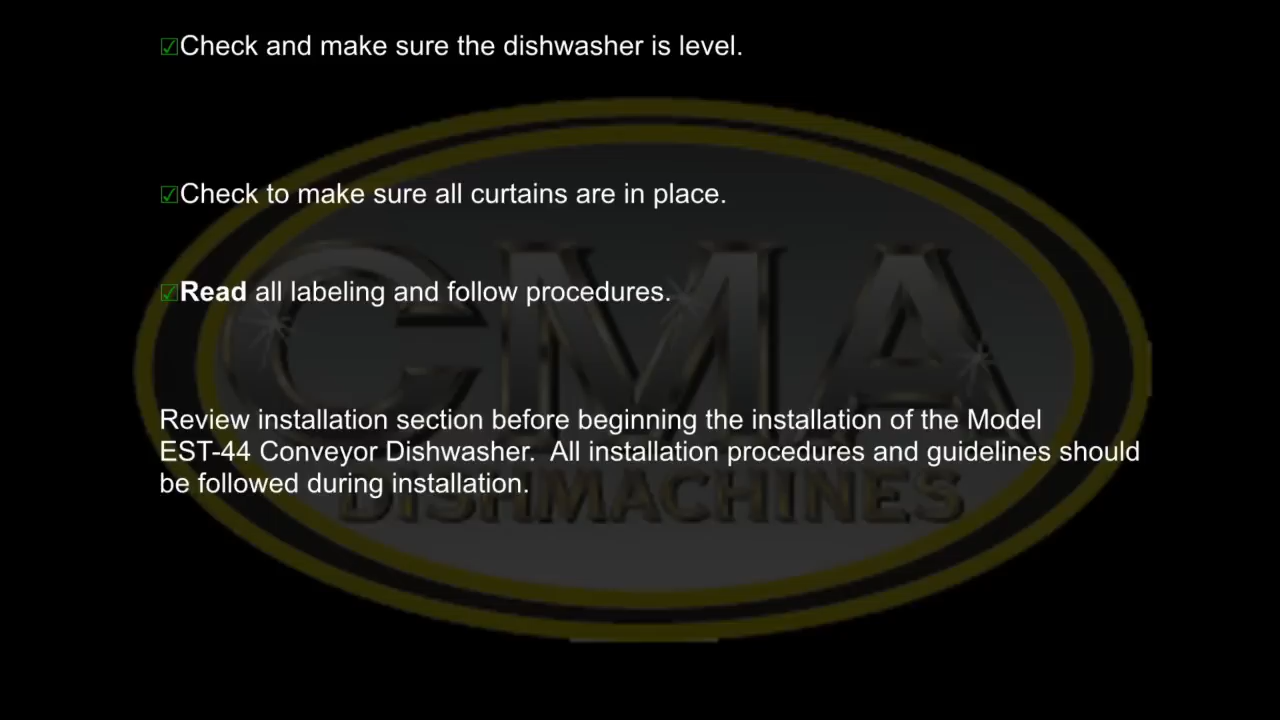 ☑Check and make sure the dishwasher is level.
☑Check to make sure all curtains are in place.
☑Read all labeling and follow procedures.
CMA
DISHMACHINES
Review installation section before beginning the installation of the Model
EST-44 Conveyor Dishwasher.  All installation procedures and guidelines should
be followed during installation.